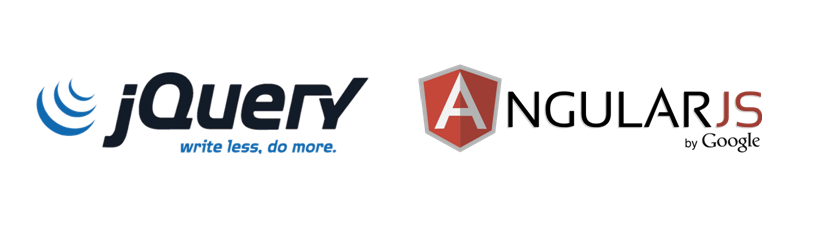 jQuery
write less, do more.
ANGULARJS
by Google